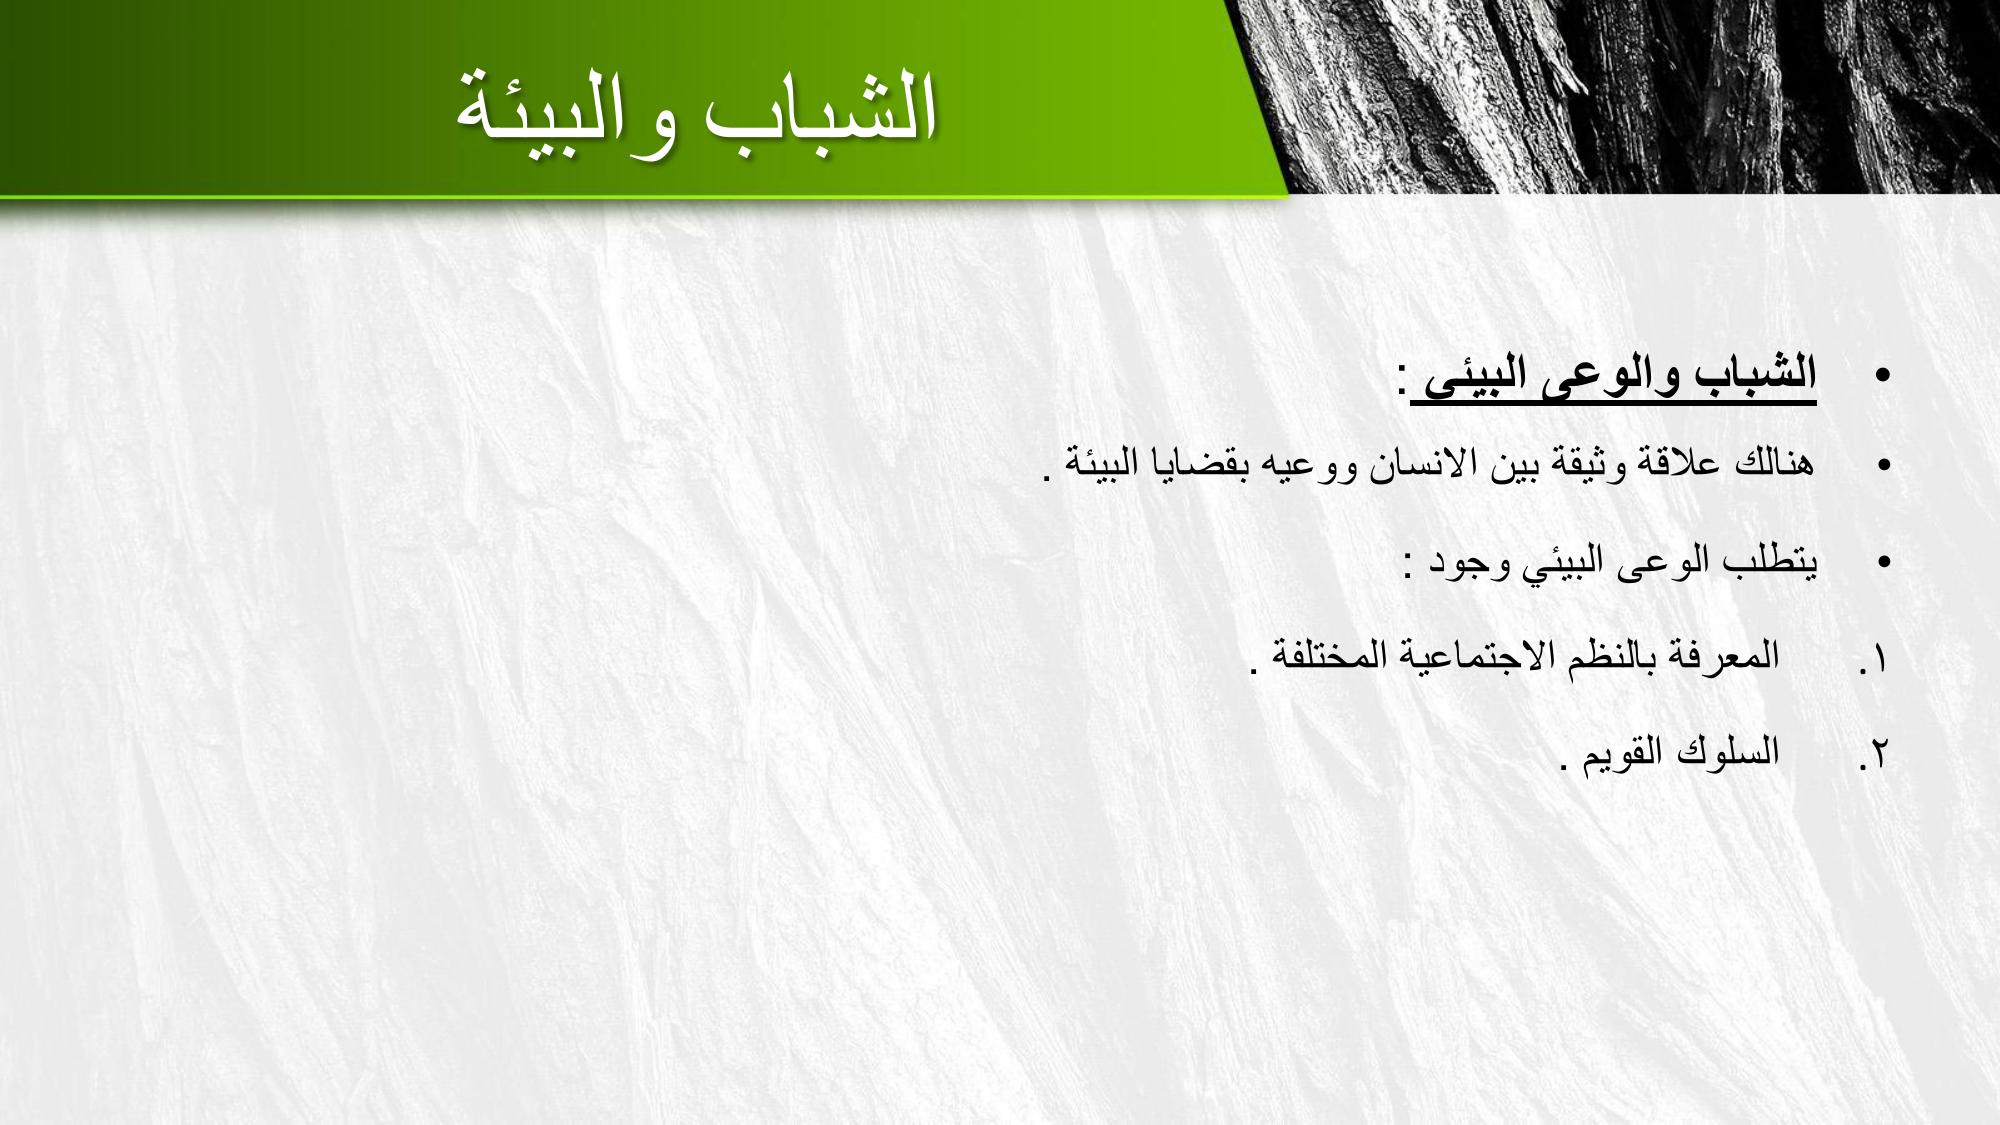 الشباب والبيئة
• الشباب والوعى البيئي :
• هنالك علاقة وثيقة بين الانسان ووعيه بقضايا البيئة .
• يتطلب الوعى البيئي وجود :
١. المعرفة بالنظم الاجتماعية المختلفة .
٢. السلوك القويم .